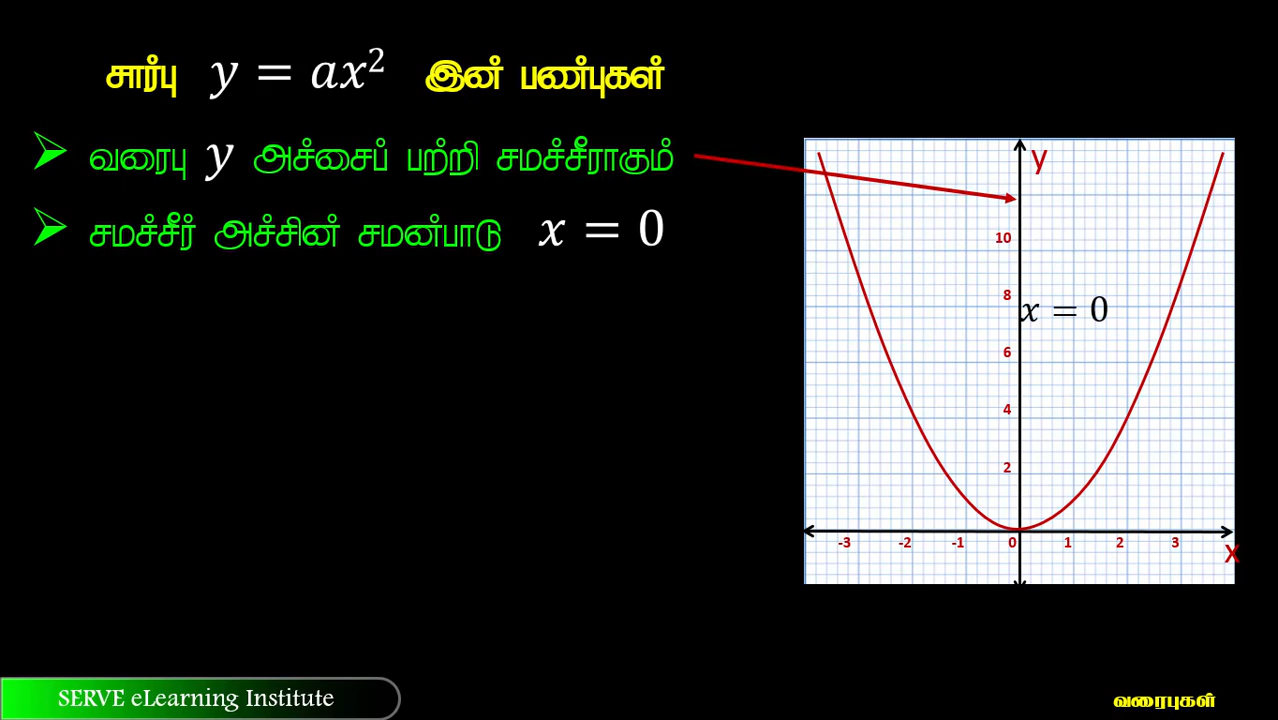 சார்பு y = ax² இன் பண்புகள்
➢ வரைபு y அச்சைப் பற்றி சமச்சீராகும்
➢ சமச்சீர் அச்சின் சமன்பாடு x = 0
y
10
8
x = 0
6
4
2
-3 -2 -1 0 1 2 3
x
SERVE eLearning Institute
வரைபுகள்